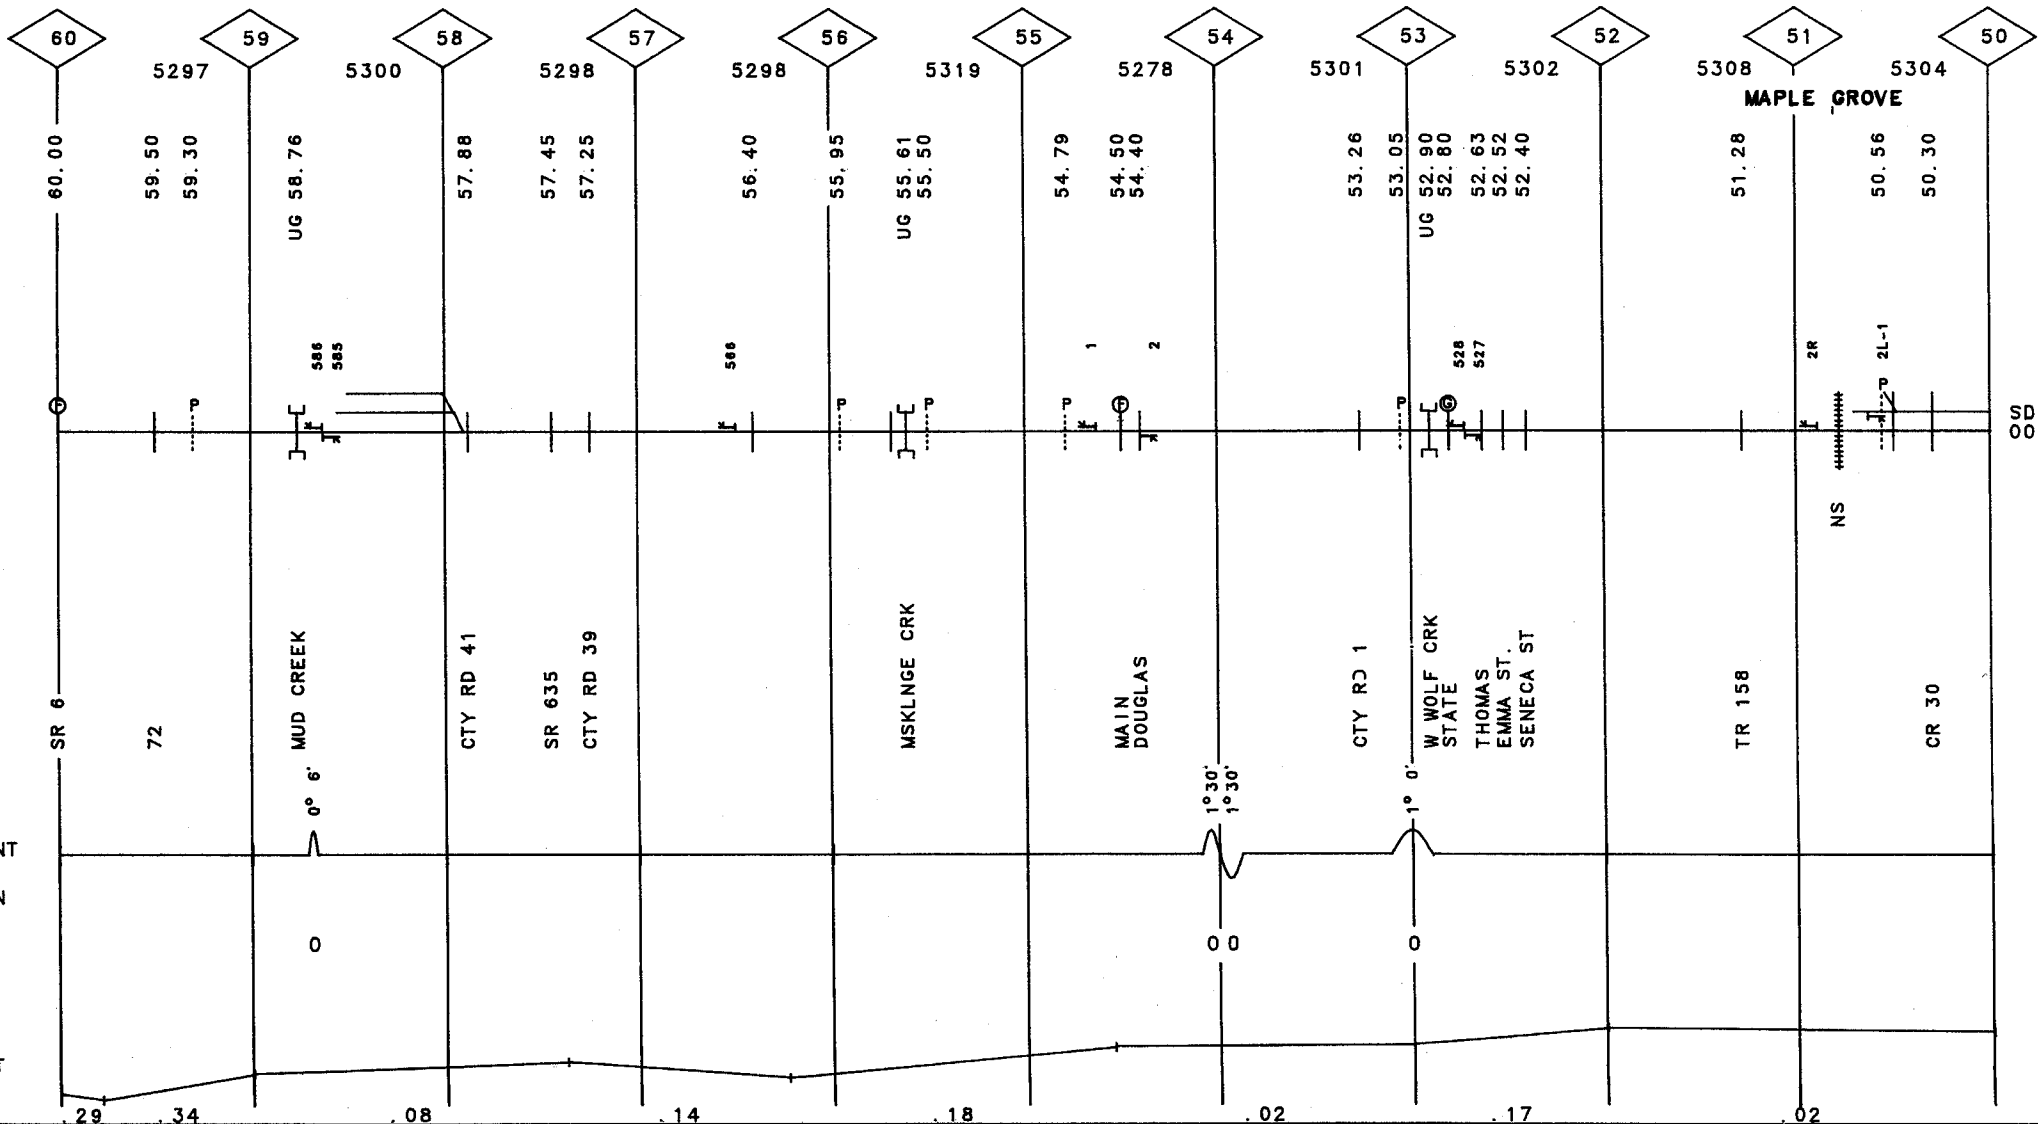 60 59 58 57 56 55 54 53 52 51 50
5297 5300 5298 5298 5319 5278 5301 5302 5308 5304
MAPLE GROVE
60.00
59.50
59.30
UG 58.76
57.88
57.45
57.25
56.40
55.95
UG 55.61
55.50
54.79
54.50
54.40
53.26
53.05
UG 52.90
52.80
52.63
52.52
52.40
51.28
50.56
50.30
586
585
566
1
2
528
527
2R
2L-1
F P P P P F P G P
SD
OO
NS
SR 6
72
MUD CREEK
CTY RD 41
SR 635
CTY RD 39
MSKLNGE CRK
MAIN
DOUGLAS
CTY RD 1
W WOLF CRK
STATE
THOMAS
EMMA ST.
SENECA ST
TR 158
CR 30
0° 6'
1°30'
1°30'
1° 0'
NT
N
0 0 0 0
T
.29 .34 .08 .14 .18 .02 .17 .02